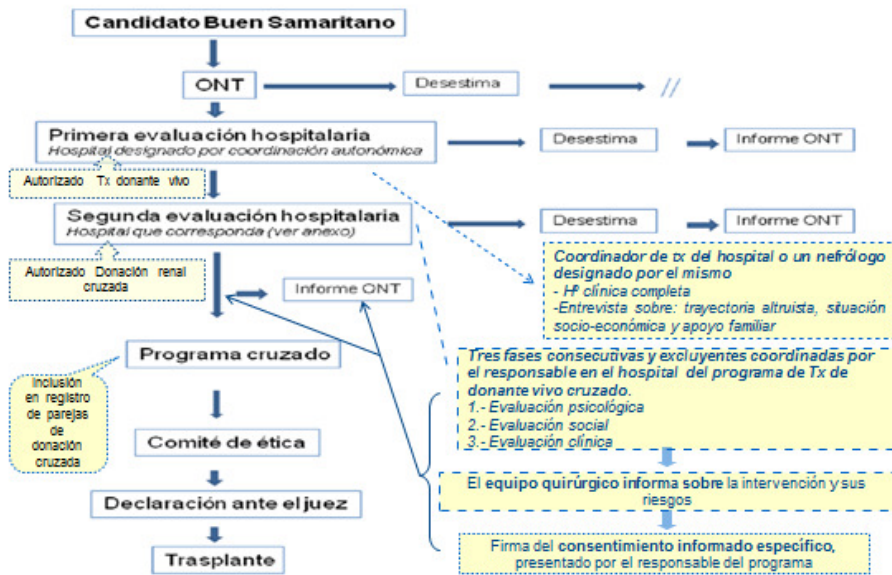 Candidato Buen Samaritano
ONT
Desestima
//
Primera evaluación hospitalaria
Hospital designado por coordinación autonómica
Desestima
Informe ONT
Autorizado Tx donante vivo
Segunda evaluación hospitalaria
Hospital que corresponda (ver anexo)
Desestima
Informe ONT
Autorizado Donación renal
cruzada
Informe ONT
Coordinador de tx del hospital o un nefrólogo
designado por el mismo
- Hª clínica completa
-Entrevista sobre: trayectoria altruista, situación
socio-económica y apoyo familiar
Programa cruzado
Inclusión
en registro
de parejas
de
donación
cruzada
Tres fases consecutivas y excluyentes coordinadas por
el responsable en el hospital del programa de Tx de
donante vivo cruzado.
1.- Evaluación psicológica
2.- Evaluación social
3.- Evaluación clínica
Comité de ética
El equipo quirúrgico informa sobre la intervención y sus
riesgos
Declaración ante el juez
Firma del consentimiento informado específico,
presentado por el responsable del programa
Trasplante